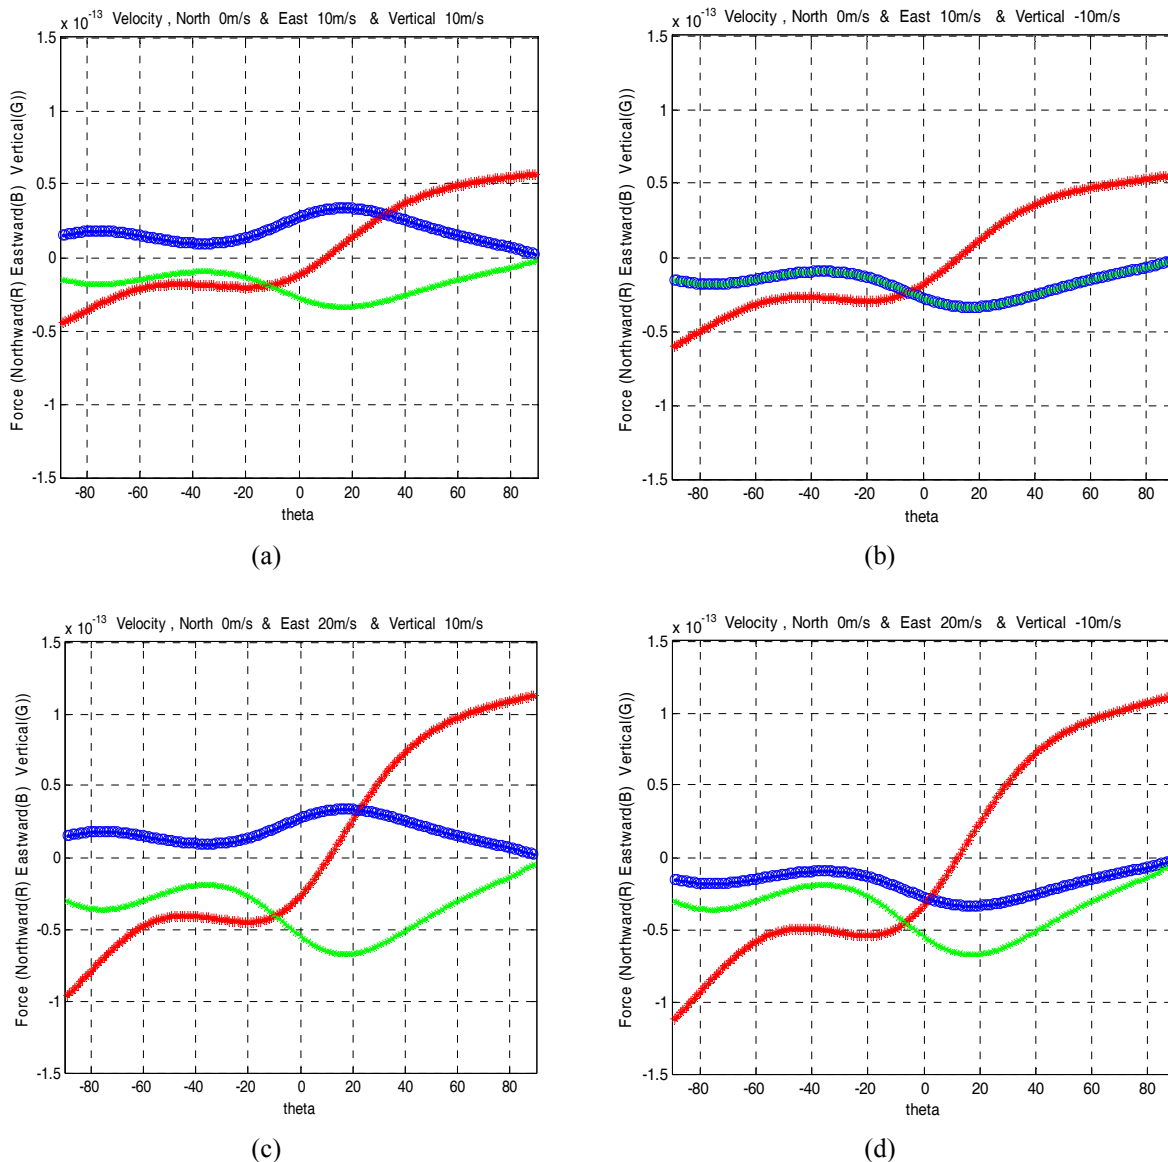 x 10^-13 Velocity , North 0m/s & East 10m/s & Vertical 10m/s
1.5
1
0.5
0
-0.5
-1
-1.5
Force (Northward(R) Eastward(B) Vertical(G))
-80 -60 -40 -20 0 20 40 60 80
theta
(a)
x 10^-13 Velocity , North 0m/s & East 10m/s & Vertical -10m/s
1.5
1
0.5
0
-0.5
-1
-1.5
Force (Northward(R) Eastward(B) Vertical(G))
-80 -60 -40 -20 0 20 40 60 80
theta
(b)
x 10^-13 Velocity , North 0m/s & East 20m/s & Vertical 10m/s
1.5
1
0.5
0
-0.5
-1
-1.5
Force (Northward(R) Eastward(B) Vertical(G))
-80 -60 -40 -20 0 20 40 60 80
theta
(c)
x 10^-13 Velocity , North 0m/s & East 20m/s & Vertical -10m/s
1.5
1
0.5
0
-0.5
-1
-1.5
Force (Northward(R) Eastward(B) Vertical(G))
-80 -60 -40 -20 0 20 40 60 80
theta
(d)